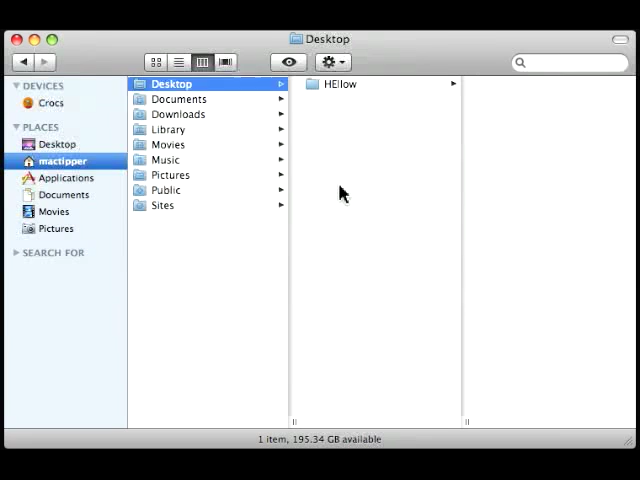 Desktop
DEVICES
Crocs
PLACES
Desktop
mactipper
Applications
Documents
Movies
Pictures
SEARCH FOR
Desktop
Documents
Downloads
Library
Movies
Music
Pictures
Public
Sites
HEllow
1 item, 195.34 GB available